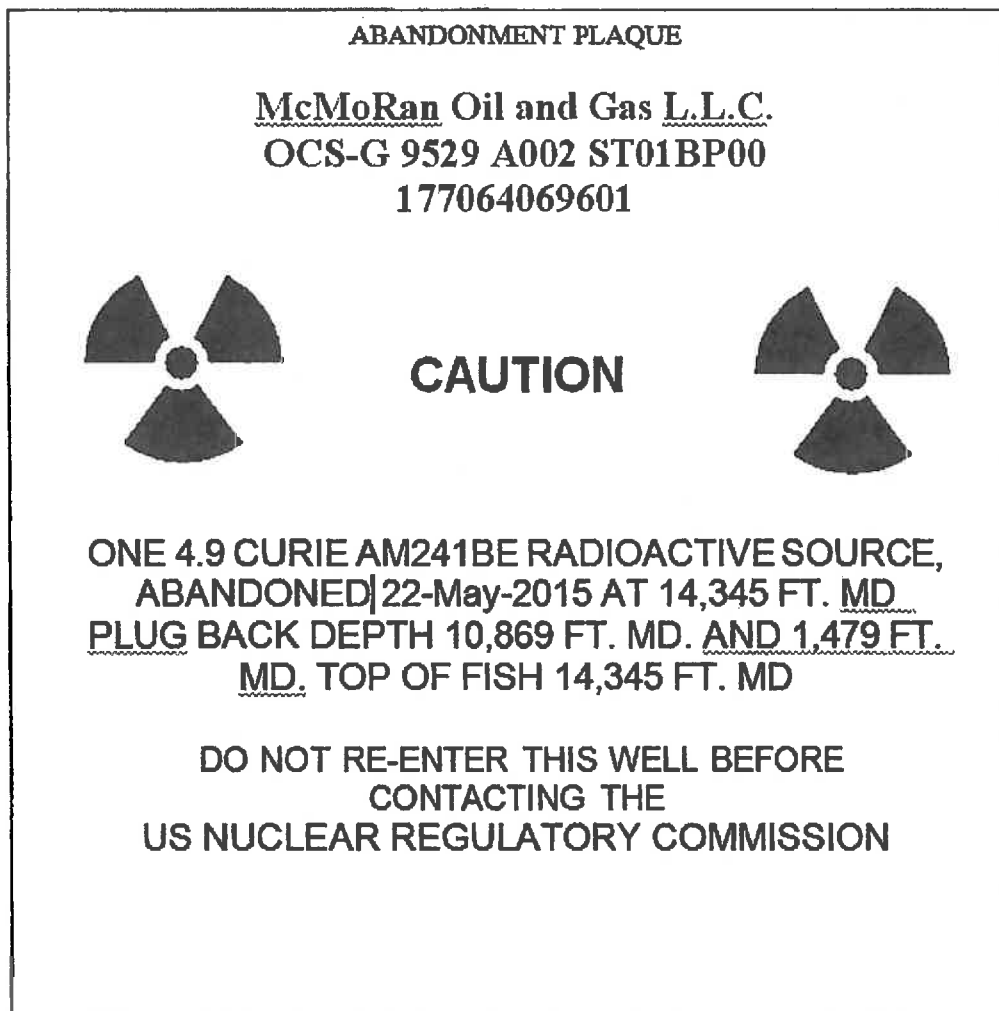 ABANDONMENT PLAQUE
McMoRan Oil and Gas L.L.C.
OCS-G 9529 A002 ST01BP00
177064069601
CAUTION
ONE 4.9 CURIE AM241BE RADIOACTIVE SOURCE,
ABANDONED 22-May-2015 AT 14,345 FT. MD
PLUG BACK DEPTH 10,869 FT. MD. AND 1,479 FT.
MD. TOP OF FISH 14,345 FT. MD
DO NOT RE-ENTER THIS WELL BEFORE
CONTACTING THE
US NUCLEAR REGULATORY COMMISSION